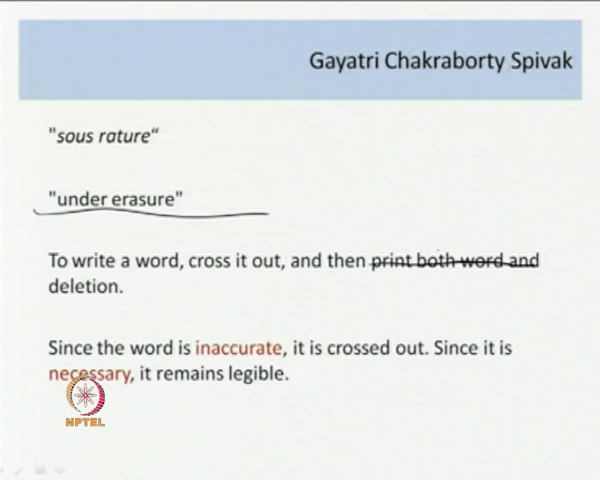 Gayatri Chakraborty Spivak
"sous rature“
"under erasure"
To write a word, cross it out, and then print both word and
deletion.
Since the word is inaccurate, it is crossed out. Since it is
necessary, it remains legible.
NPTEL